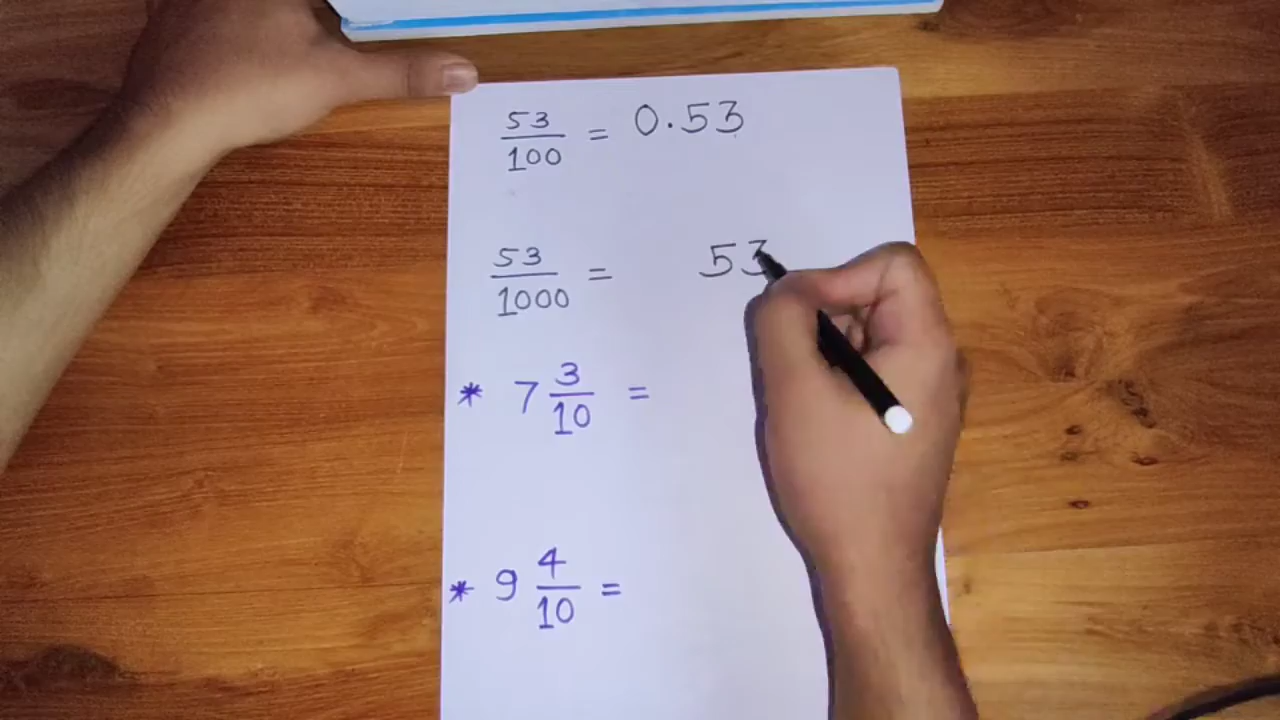 53/100 = 0.53
53/1000 = 53
* 7 3/10 =
* 9 4/10 =